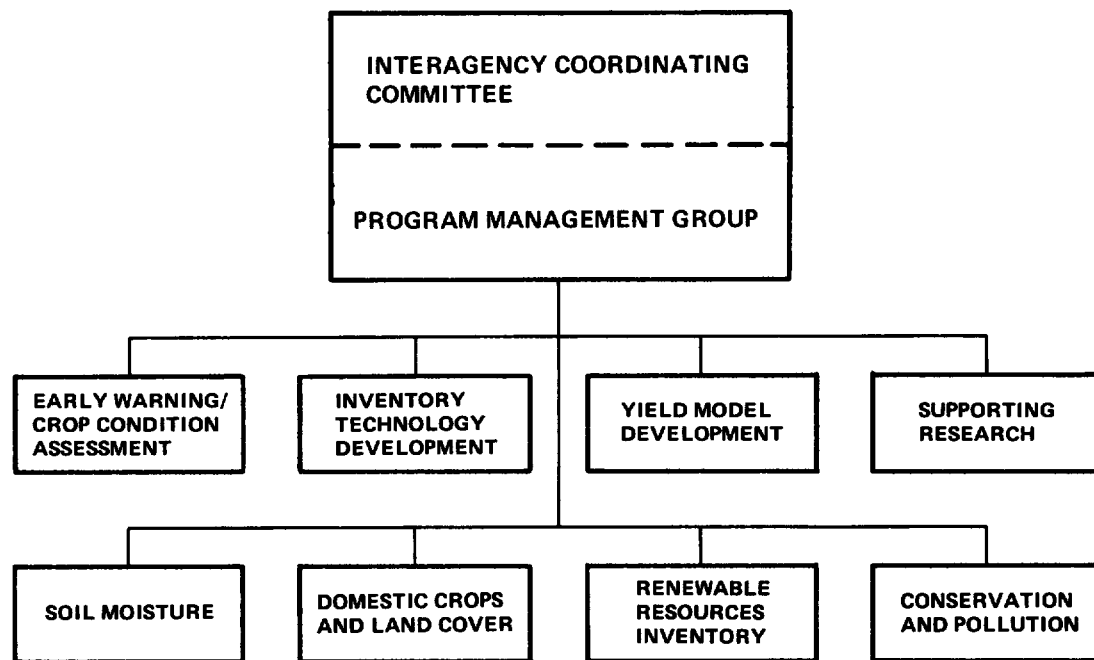 INTERAGENCY COORDINATING
COMMITTEE
PROGRAM MANAGEMENT GROUP
EARLY WARNING/
CROP CONDITION
ASSESSMENT
INVENTORY
TECHNOLOGY
DEVELOPMENT
YIELD MODEL
DEVELOPMENT
SUPPORTING
RESEARCH
SOIL MOISTURE
DOMESTIC CROPS
AND LAND COVER
RENEWABLE
RESOURCES
INVENTORY
CONSERVATION
AND POLLUTION